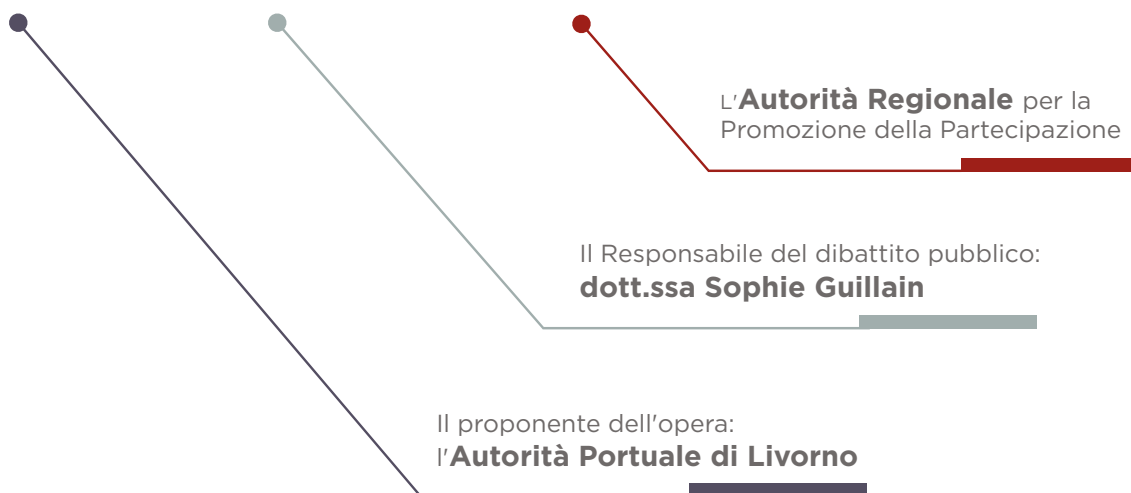 L'Autorità Regionale per la
Promozione della Partecipazione
Il Responsabile del dibattito pubblico:
dott.ssa Sophie Guillain
Il proponente dell'opera:
l'Autorità Portuale di Livorno